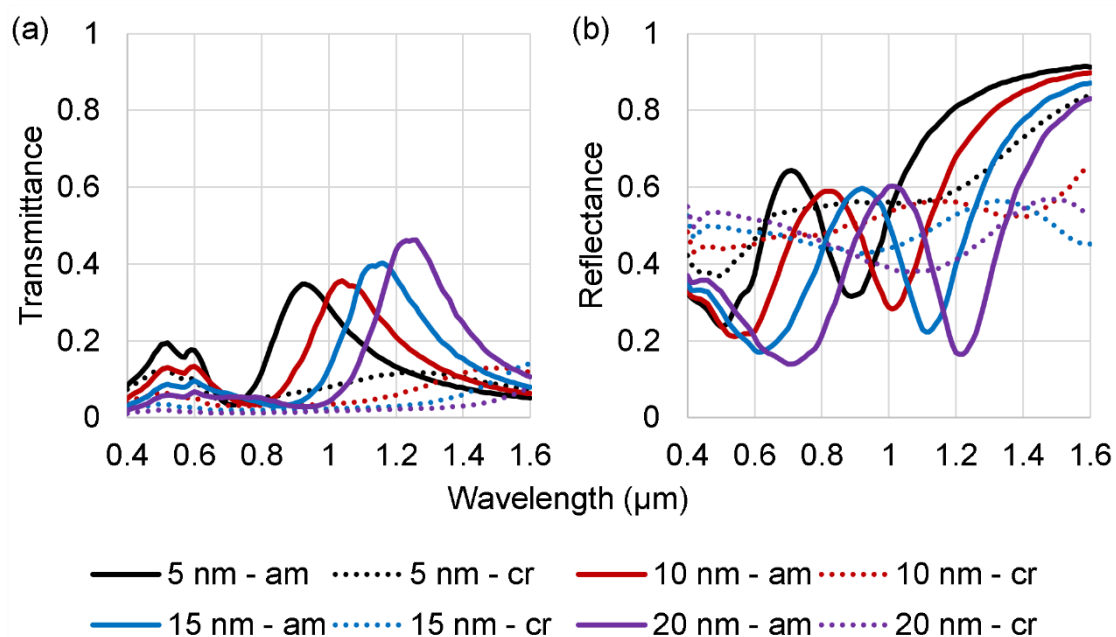 (a)
1
0.8
0.6
0.4
0.2
0
Transmittance
0.4 0.6 0.8 1 1.2 1.4 1.6
(b)
1
0.8
0.6
0.4
0.2
0
Reflectance
0.4 0.6 0.8 1 1.2 1.4 1.6
Wavelength (µm)
5 nm - am 5 nm - cr 10 nm - am 10 nm - cr
15 nm - am 15 nm - cr 20 nm - am 20 nm - cr